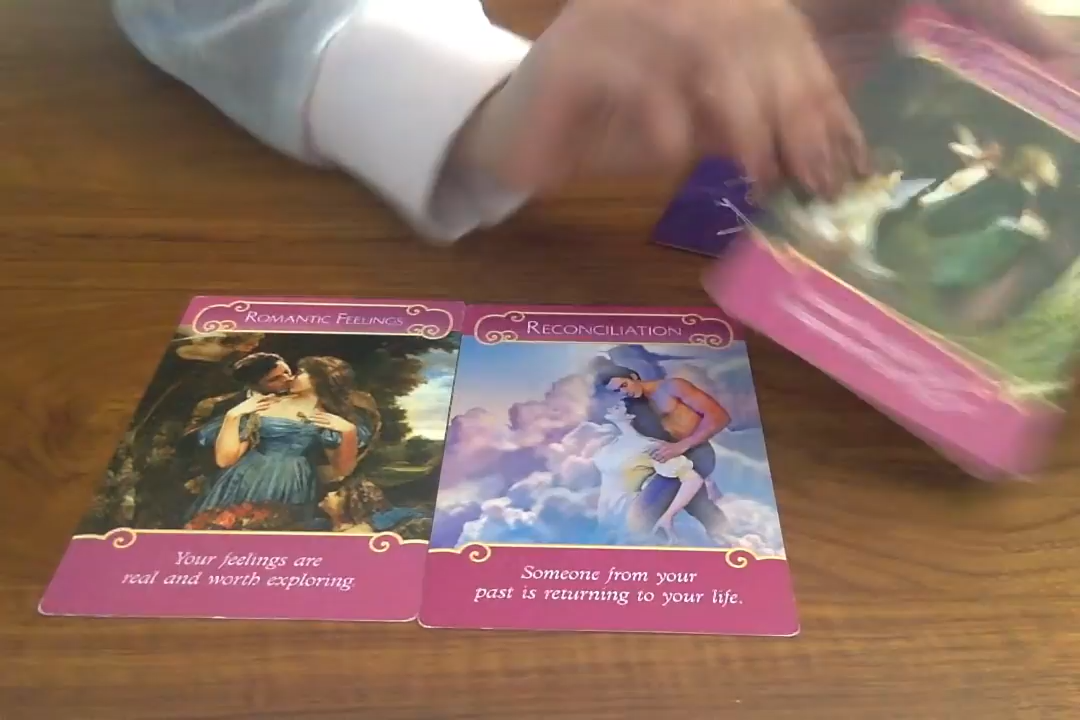 ROMANTIC FEELINGS
Your feelings are
real and worth exploring.
RECONCILIATION
Someone from your
past is returning to your life.